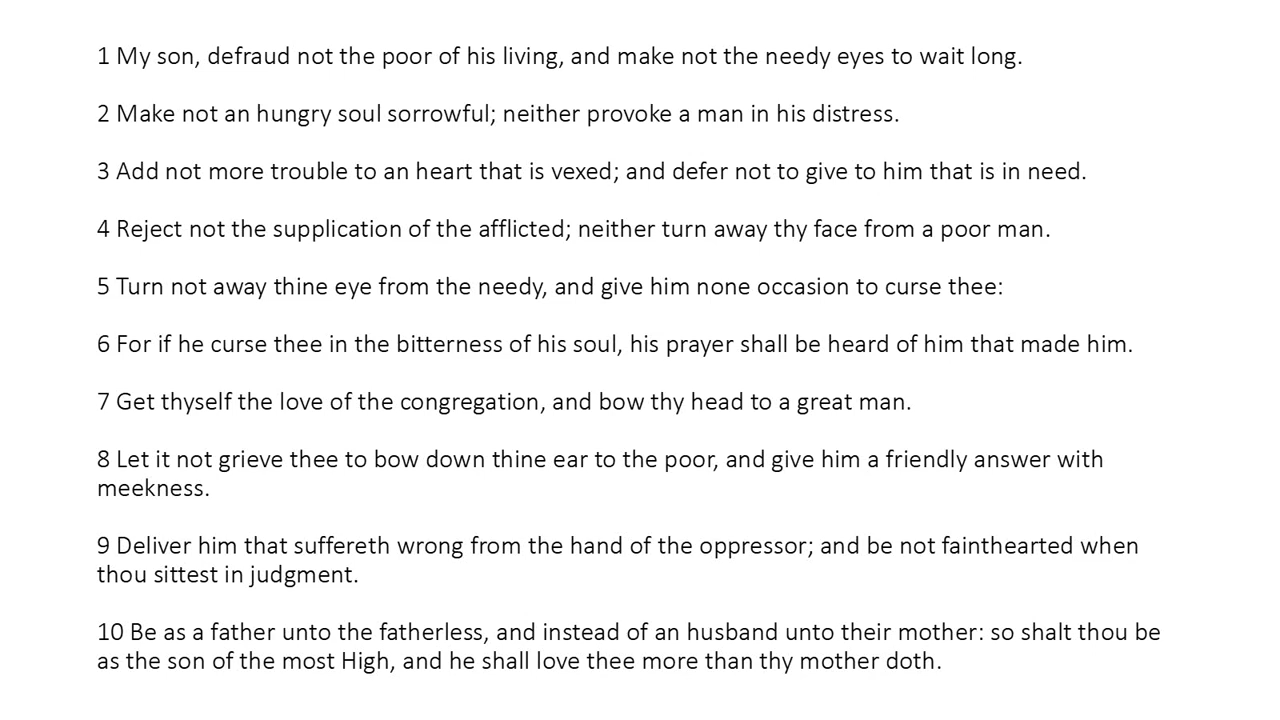 1 My son, defraud not the poor of his living, and make not the needy eyes to wait long.
2 Make not an hungry soul sorrowful; neither provoke a man in his distress.
3 Add not more trouble to an heart that is vexed; and defer not to give to him that is in need.
4 Reject not the supplication of the afflicted; neither turn away thy face from a poor man.
5 Turn not away thine eye from the needy, and give him none occasion to curse thee:
6 For if he curse thee in the bitterness of his soul, his prayer shall be heard of him that made him.
7 Get thyself the love of the congregation, and bow thy head to a great man.
8 Let it not grieve thee to bow down thine ear to the poor, and give him a friendly answer with
meekness.
9 Deliver him that suffereth wrong from the hand of the oppressor; and be not fainthearted when
thou sittest in judgment.
10 Be as a father unto the fatherless, and instead of an husband unto their mother: so shalt thou be
as the son of the most High, and he shall love thee more than thy mother doth.